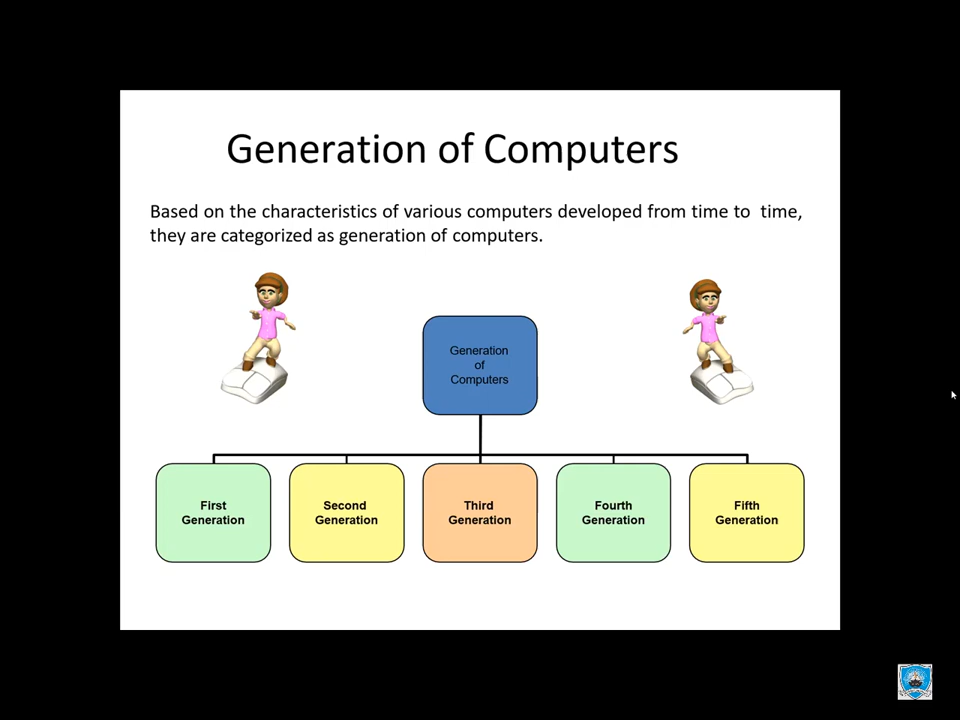 Generation of Computers
Based on the characteristics of various computers developed from time to  time,
they are categorized as generation of computers.
Generation
of
Computers
First
Generation
Second
Generation
Third
Generation
Fourth
Generation
Fifth
Generation